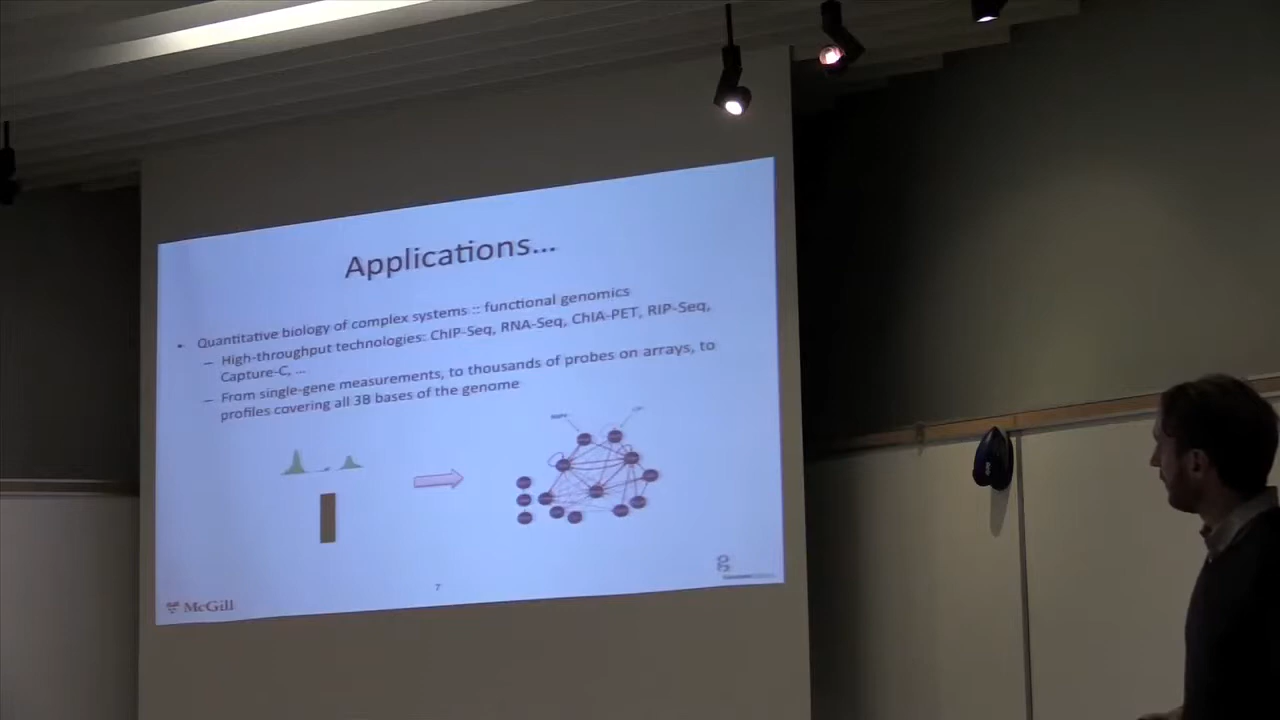 Applications...
• Quantitative biology of complex systems :: functional genomics
– High-throughput technologies: ChIP-Seq, RNA-Seq, ChIA-PET, RIP-Seq,
Capture-C, ...
– From single-gene measurements, to thousands of probes on arrays, to
profiles covering all 3B bases of the genome
7
McGill